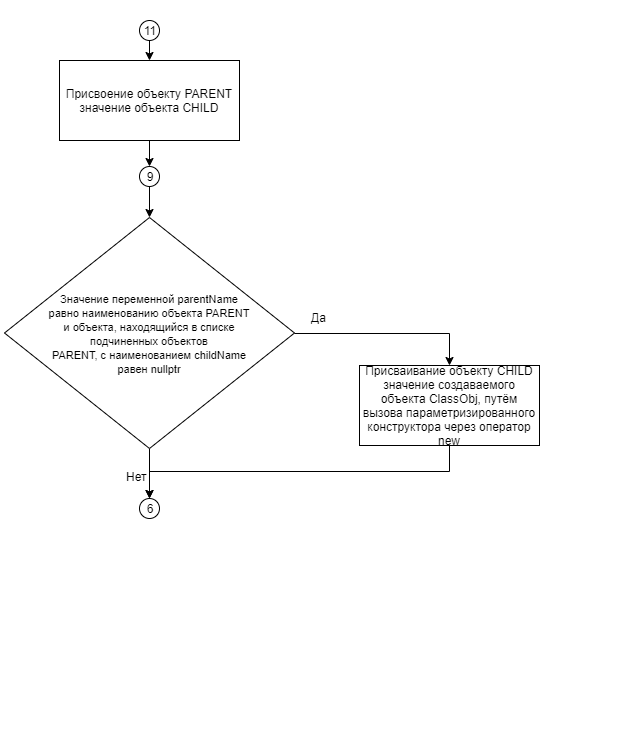 11
Присвоение объекту PARENT
значение объекта CHILD
9
Значение переменной parentName
равно наименованию объекта PARENT
и объекта, находящийся в списке
подчиненных объектов
PARENT, с наименованием childName
равен nullptr
Да
Присваивание объекту CHILD
значение создаваемого
объекта ClassObj, путём
вызова параметризированного
конструктора через оператор
new
Нет
6